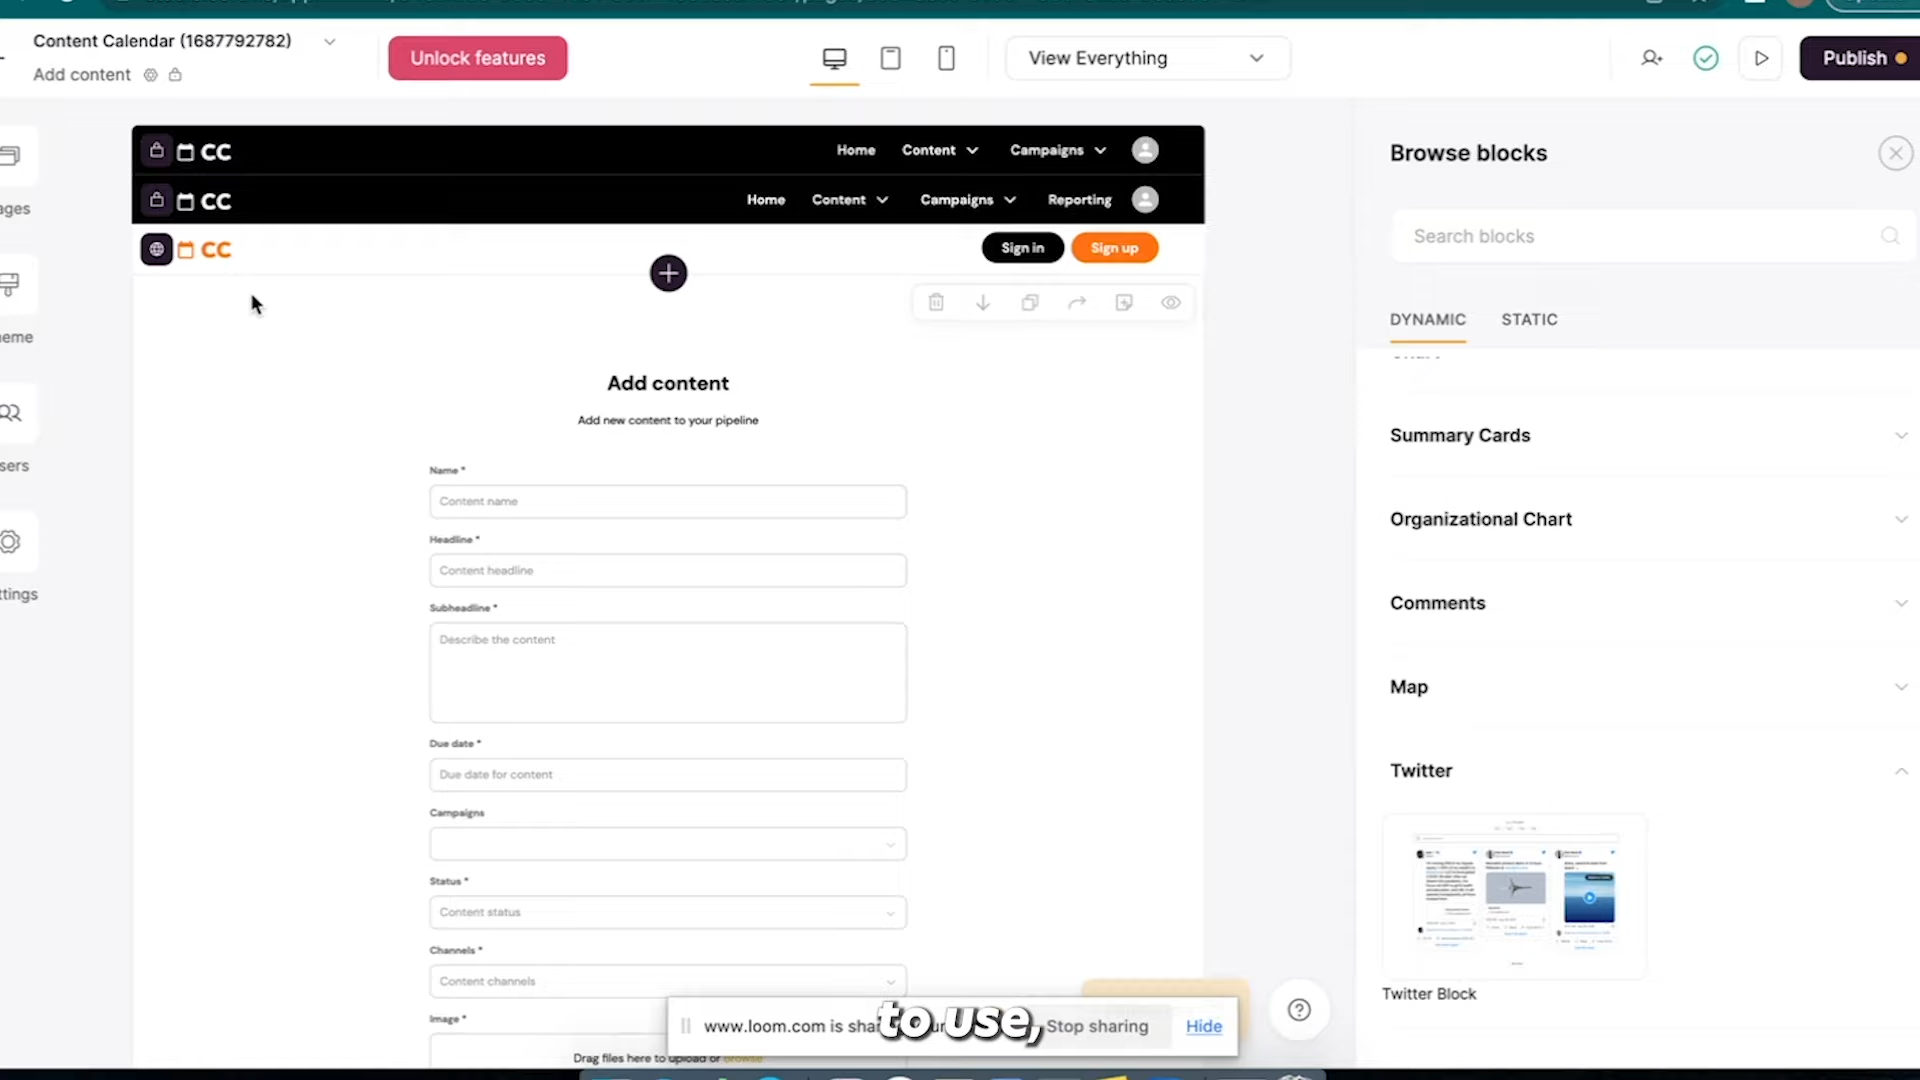 Content Calendar (1687792782)
Add content
Unlock features
View Everything
Publish
CC
Home
Content
Campaigns
CC
Home
Content
Campaigns
Reporting
CC
Sign in
Sign up
ages
eme
sers
ttings
Add content
Add new content to your pipeline
Name *
Content name
Headline *
Content headline
Subheadline *
Describe the content
Due date *
Due date for content
Campaigns
Status *
Content status
Channels *
Content channels
Image *
Drag files here to upload or browse
www.loom.com is shar
to use,
Stop sharing
Hide
Browse blocks
Search blocks
DYNAMIC
STATIC
Summary Cards
Organizational Chart
Comments
Map
Twitter
Twitter Block